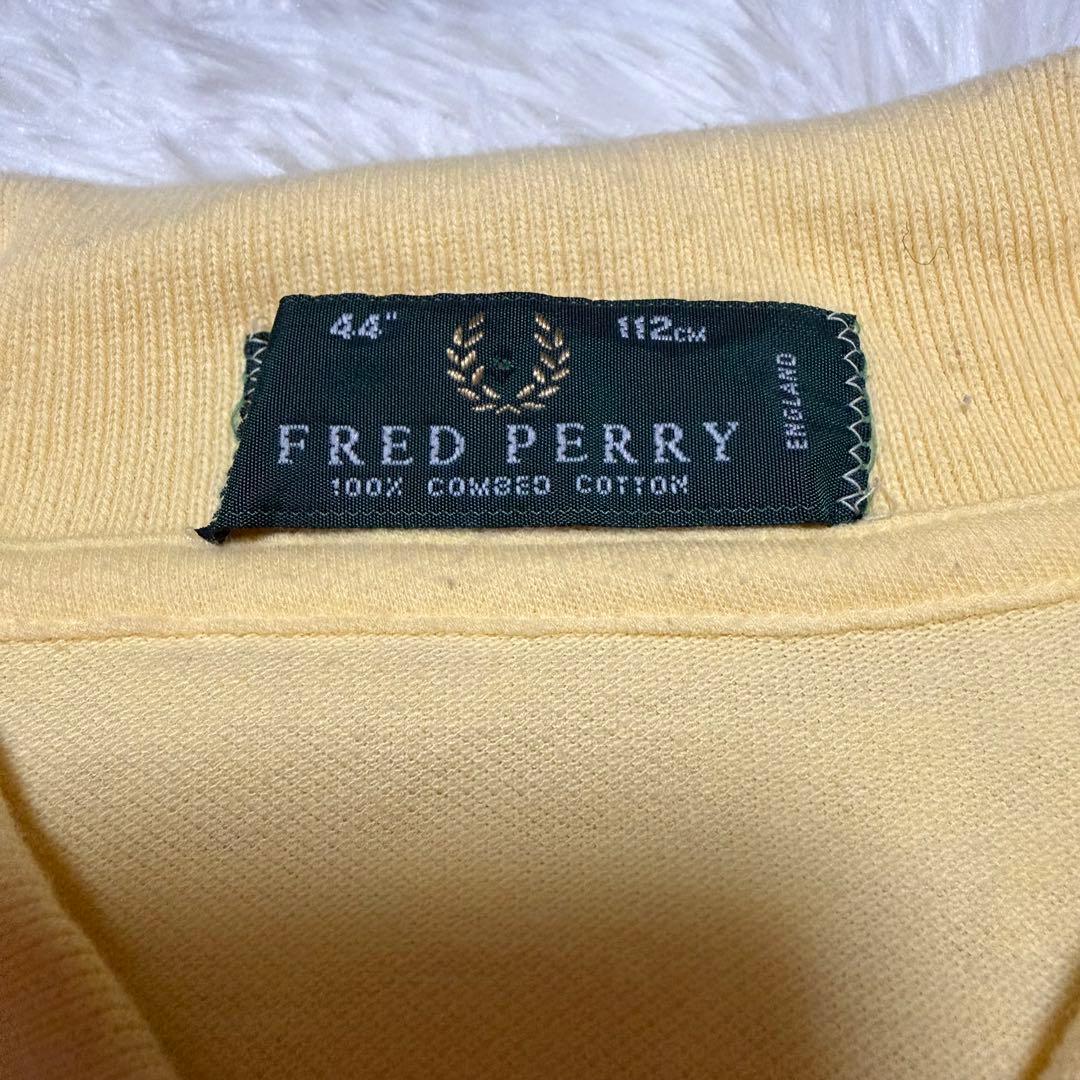 44" 112cm
FRED PERRY
100% COMBED COTTON
ENGLAND